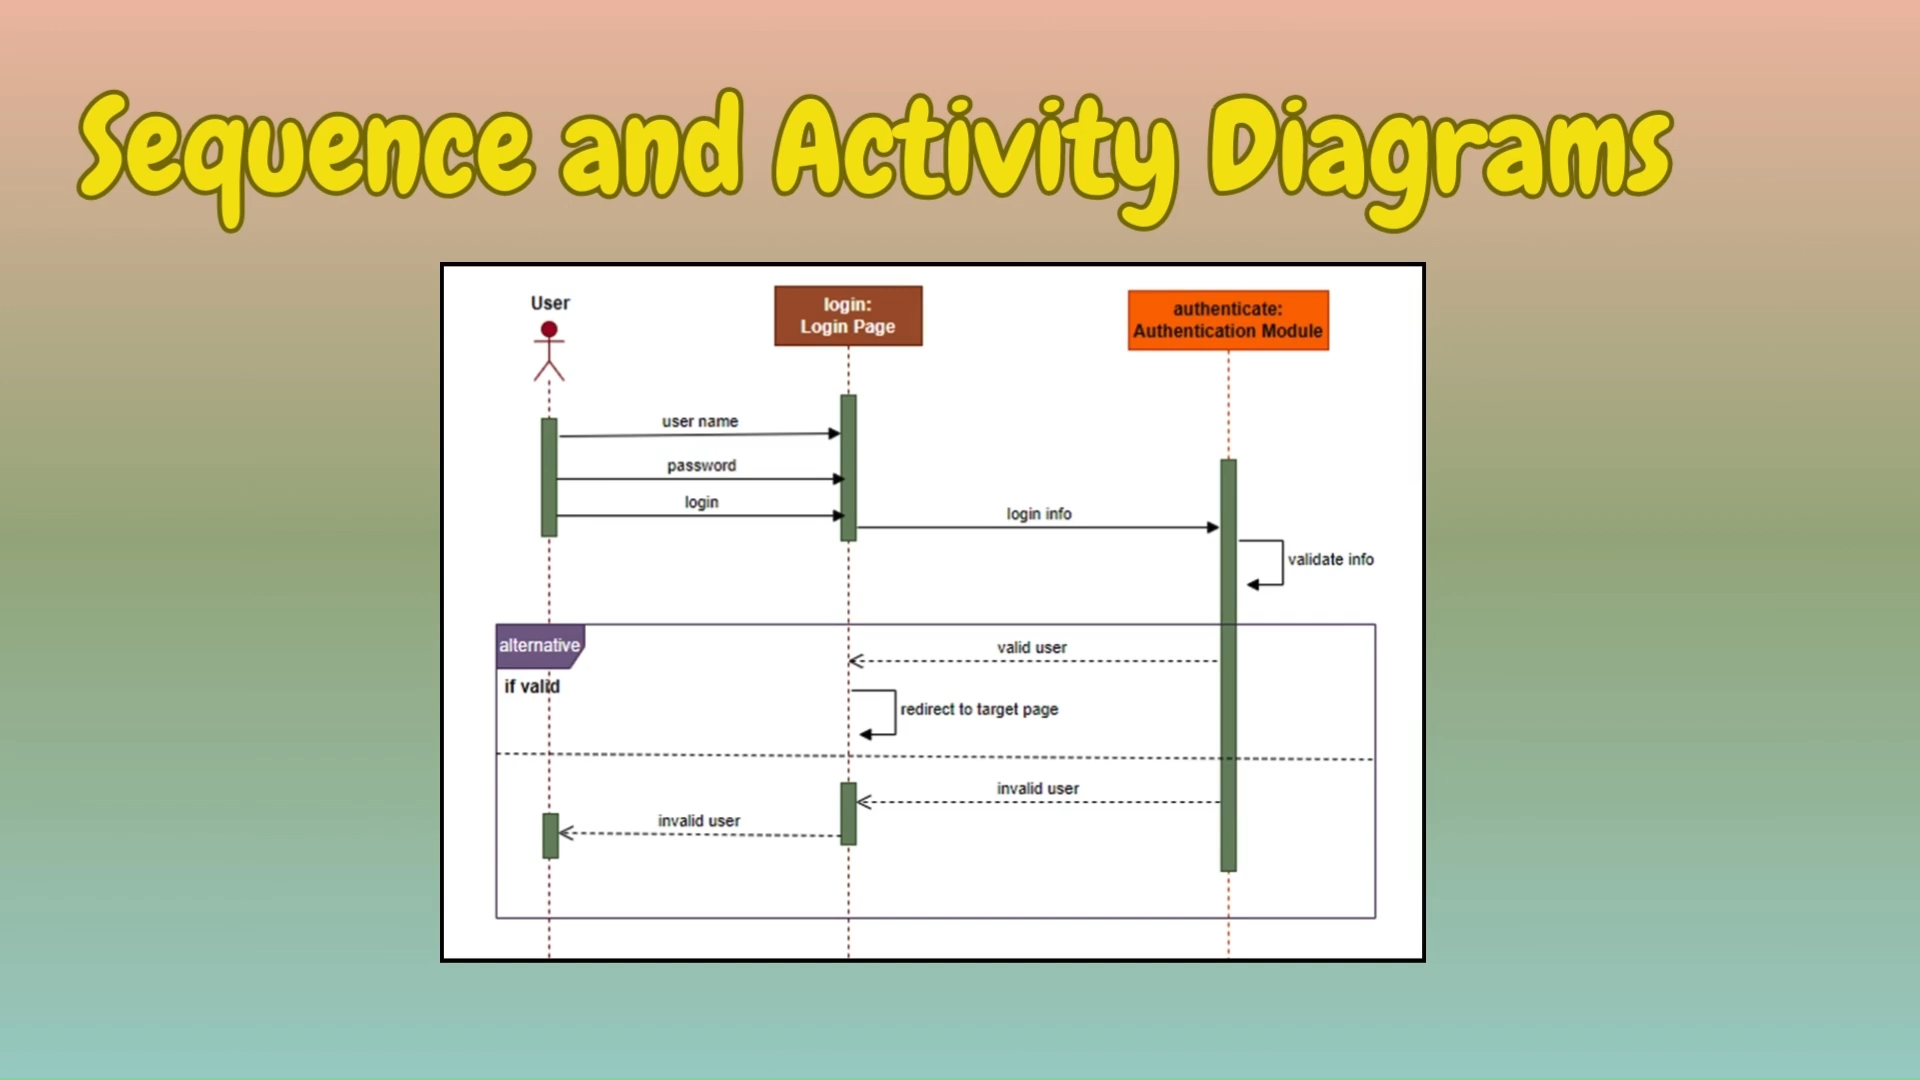 Sequence and Activity Diagrams
User
login:
Login Page
authenticate:
Authentication Module
user name
password
login
login info
validate info
alternative
if valid
valid user
redirect to target page
invalid user
invalid user